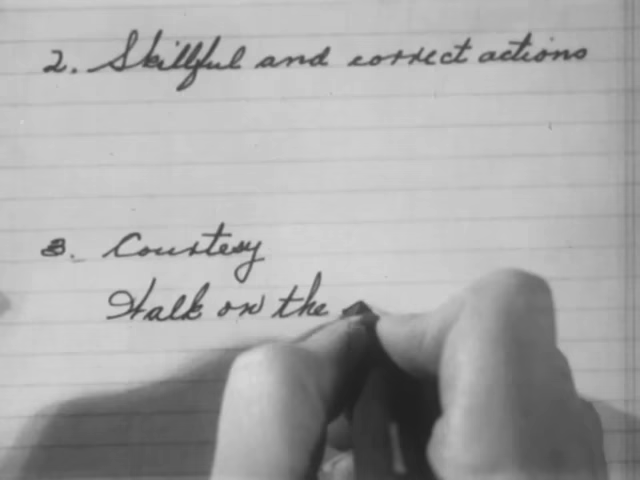 2. Skillful and correct actions
3. Courtesy
Walk on the